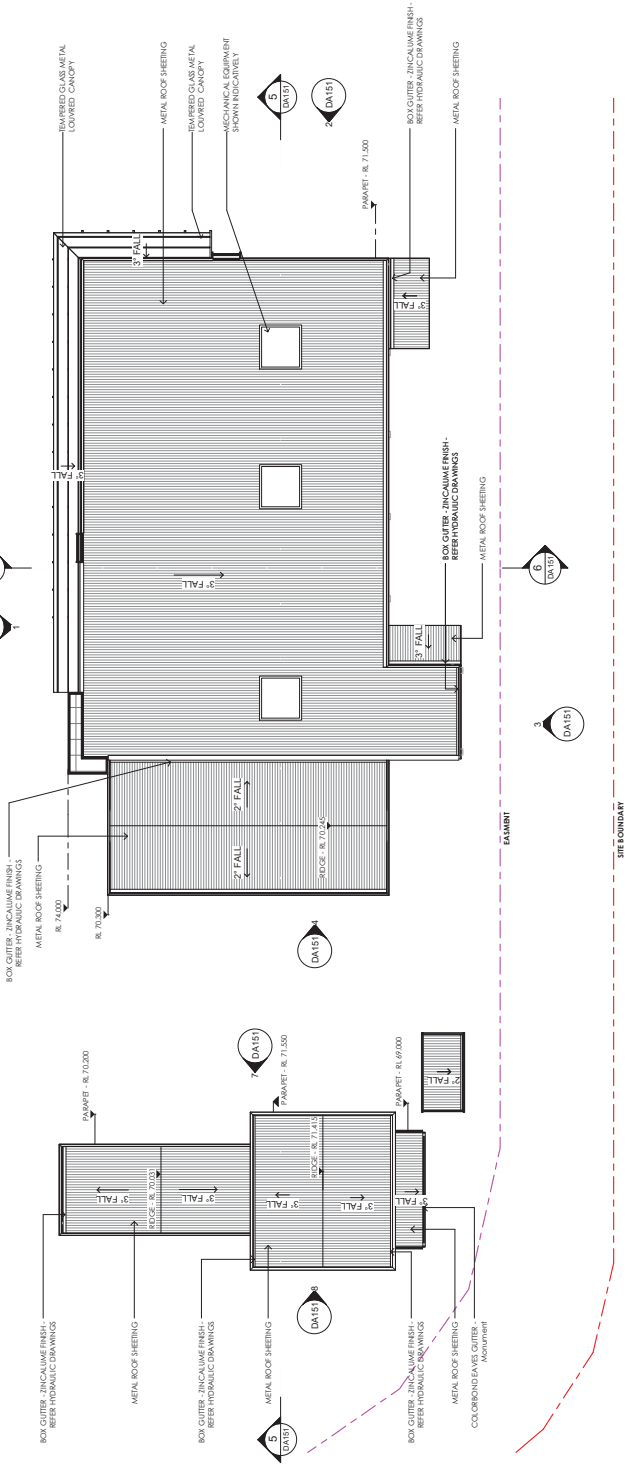 TEMPERED GLASS METAL
LOUVRED CANOPY
METAL ROOF SHEETING
TEMPERED GLASS METAL
LOUVRED CANOPY
MECHANICAL EQUIPMENT
SHOWN INDICATIVELY
5
DA151
2
DA151
PARAPET - RL 71.500
BOX GUTTER - ZINCALUME FINISH -
REFER HYDRAULIC DRAWINGS
METAL ROOF SHEETING
3° FALL
3° FALL
3° FALL
3° FALL
1
BOX GUTTER - ZINCALUME FINISH -
REFER HYDRAULIC DRAWINGS
METAL ROOF SHEETING
3° FALL
6
DA151
3
DA151
BOX GUTTER - ZINCALUME FINISH -
REFER HYDRAULIC DRAWINGS
METAL ROOF SHEETING
RL 74.000
RL 70.300
2° FALL
2° FALL
RIDGE - RL 70.245
4
DA151
EASMENT
SITE BOUNDARY
7
DA151
PARAPET - RL 70.200
PARAPET - RL 71.550
PARAPET - RL 69.000
2° FALL
3° FALL
RIDGE - RL 70.031
3° FALL
3° FALL
RIDGE - RL 71.415
3° FALL
3° FALL
8
DA151
5
DA151
BOX GUTTER - ZINCALUME FINISH -
REFER HYDRAULIC DRAWINGS
METAL ROOF SHEETING
BOX GUTTER - ZINCALUME FINISH -
REFER HYDRAULIC DRAWINGS
METAL ROOF SHEETING
BOX GUTTER - ZINCALUME FINISH -
REFER HYDRAULIC DRAWINGS
METAL ROOF SHEETING
COLORBOND EAVES GUTTER -
Monument